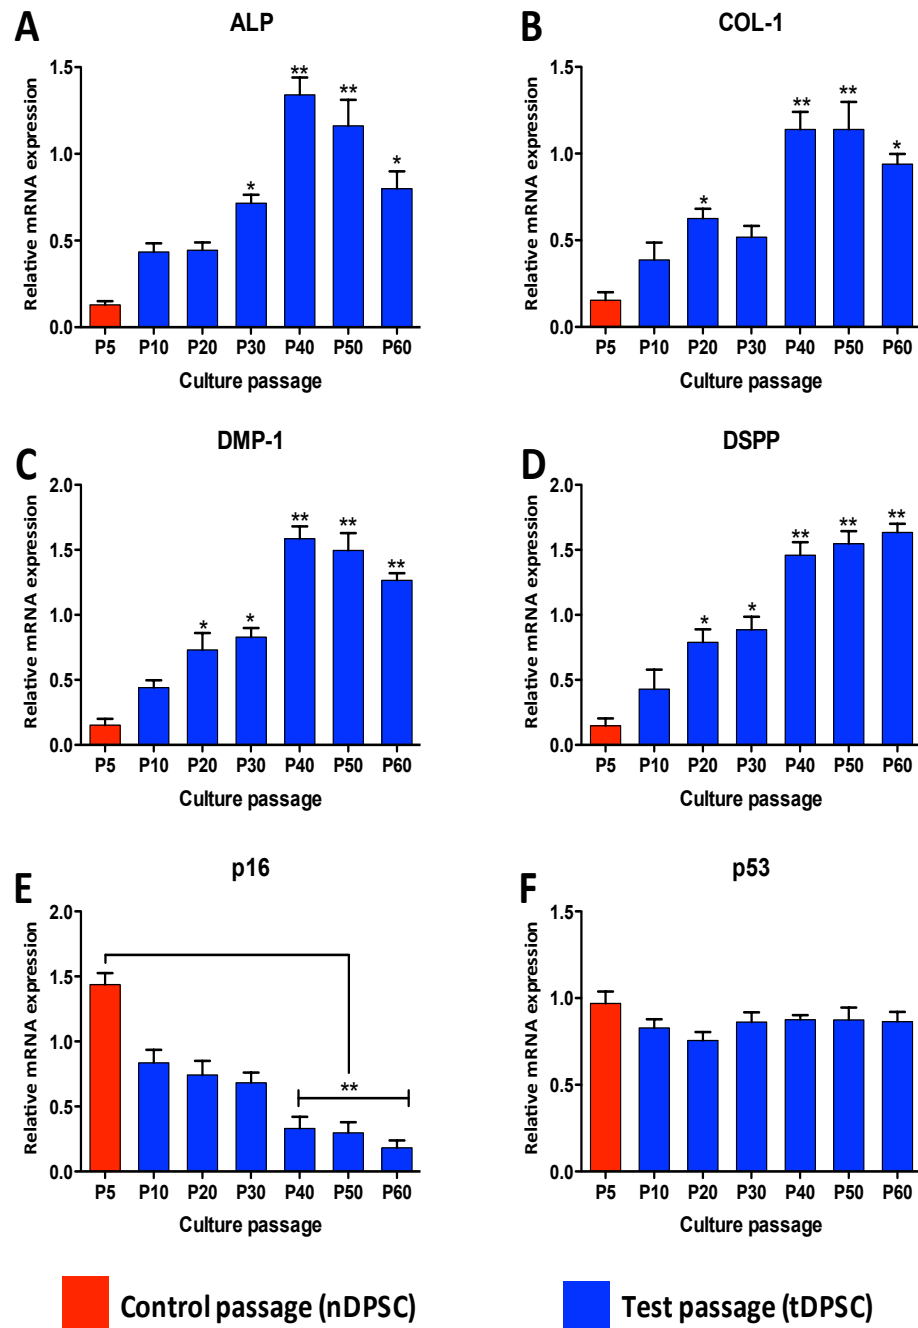 A
ALP
Relative mRNA expression
1.5
1.0
0.5
0.0
*
**
**
*
P5 P10 P20 P30 P40 P50 P60
Culture passage
B
COL-1
Relative mRNA expression
1.5
1.0
0.5
0.0
*
**
**
*
P5 P10 P20 P30 P40 P50 P60
Culture passage
C
DMP-1
Relative mRNA expression
2.0
1.5
1.0
0.5
0.0
*
*
**
**
**
P5 P10 P20 P30 P40 P50 P60
Culture passage
D
DSPP
Relative mRNA expression
2.0
1.5
1.0
0.5
0.0
*
*
**
**
**
P5 P10 P20 P30 P40 P50 P60
Culture passage
E
p16
Relative mRNA expression
2.0
1.5
1.0
0.5
0.0
**
P5 P10 P20 P30 P40 P50 P60
Culture passage
F
p53
Relative mRNA expression
1.5
1.0
0.5
0.0
P5 P10 P20 P30 P40 P50 P60
Culture passage
Control passage (nDPSC)
Test passage (tDPSC)